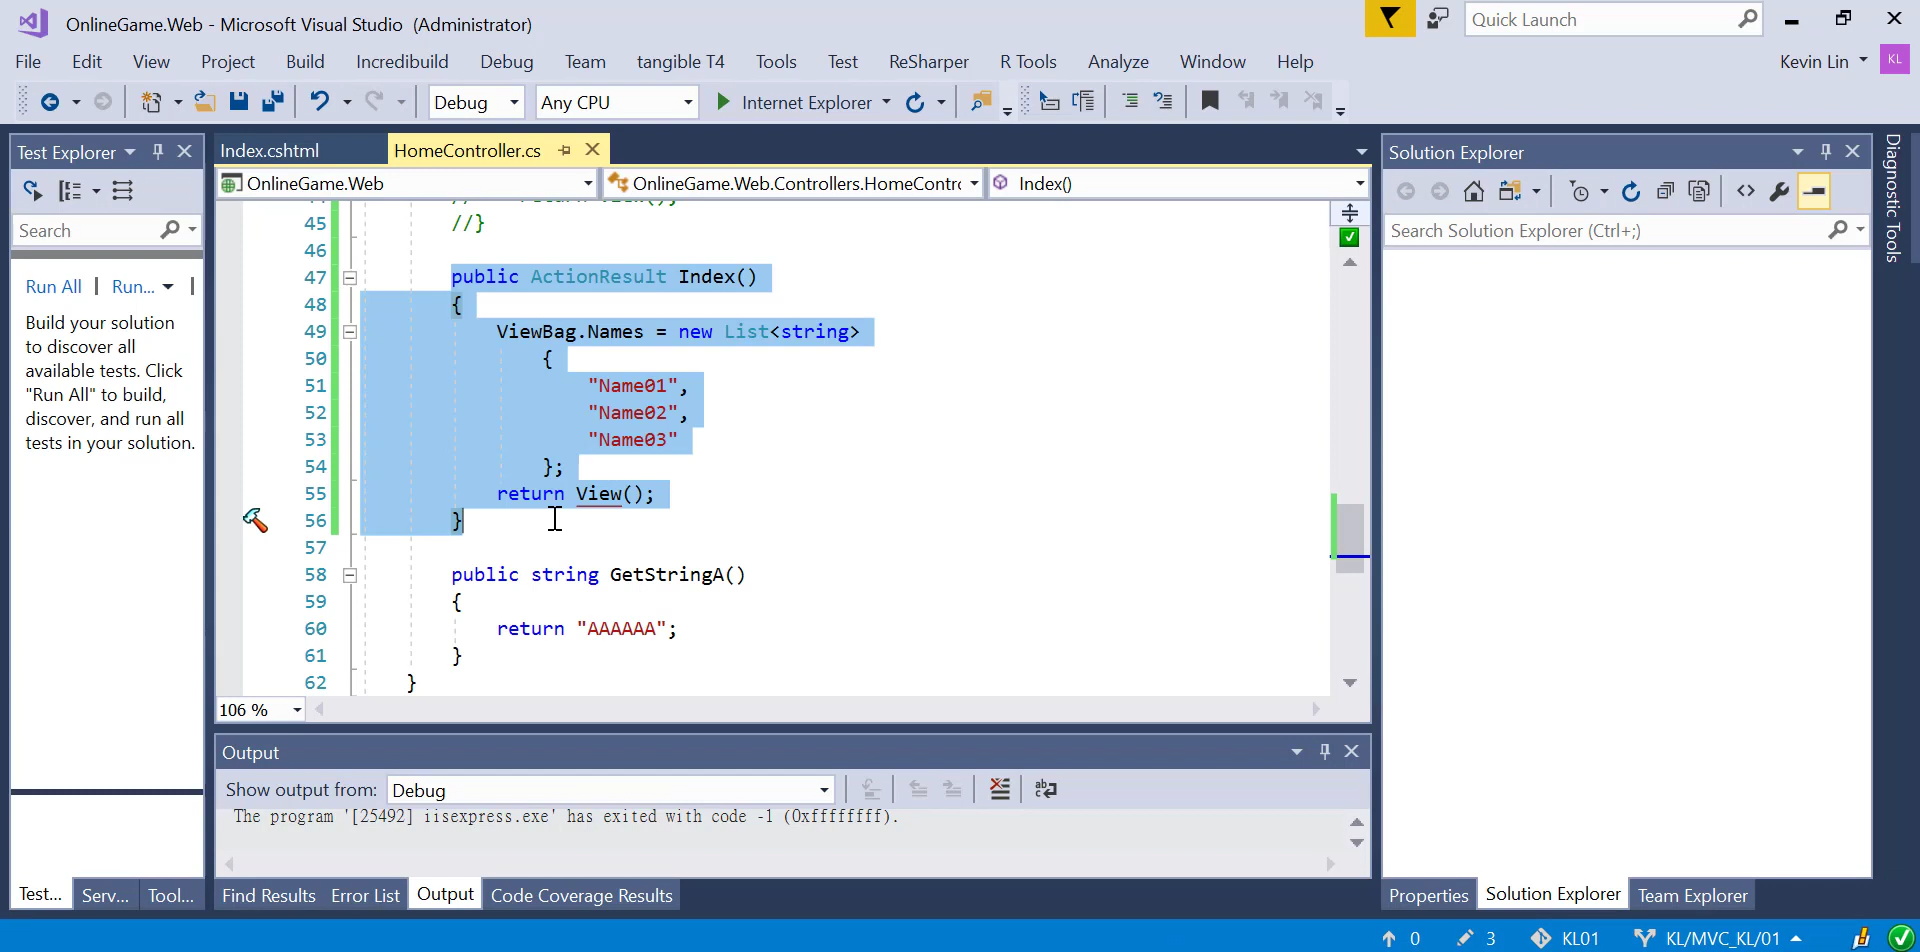 OnlineGame.Web - Microsoft Visual Studio (Administrator)
Quick Launch
File Edit View Project Build Incredibuild Debug Team tangible T4 Tools Test ReSharper R Tools Analyze Window Help
Kevin Lin KL
Debug Any CPU Internet Explorer
Test Explorer
Index.cshtml HomeController.cs
Solution Explorer
Diagnostic Tools
OnlineGame.Web OnlineGame.Web.Controllers.HomeContr Index()
Search
Search Solution Explorer (Ctrl+;)
Run All | Run... |
Build your solution
to discover all
available tests. Click
"Run All" to build,
discover, and run all
tests in your solution.
45 //}
46
47 public ActionResult Index()
48 {
49 ViewBag.Names = new List<string>
50 {
51 "Name01",
52 "Name02",
53 "Name03"
54 };
55 return View();
56 }
57
58 public string GetStringA()
59 {
60 return "AAAAAA";
61 }
62 }
106 %
Output
Show output from: Debug
The program '[25492] iisexpress.exe' has exited with code -1 (0xffffffff).
Test... Serv... Tool... Find Results Error List Output Code Coverage Results
Properties Solution Explorer Team Explorer
0 3 KL01 KL/MVC_KL/01